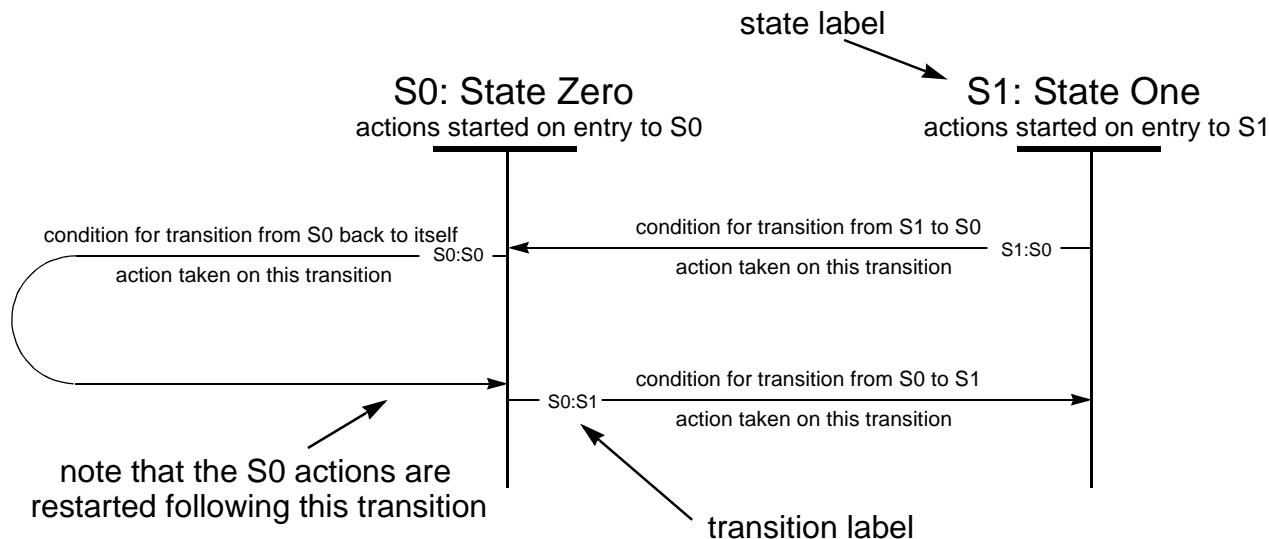 state label
S0: State Zero
actions started on entry to S0
S1: State One
actions started on entry to S1
condition for transition from S0 back to itself
S0:S0
action taken on this transition
condition for transition from S1 to S0
S1:S0
action taken on this transition
condition for transition from S0 to S1
S0:S1
action taken on this transition
note that the S0 actions are
restarted following this transition
transition label